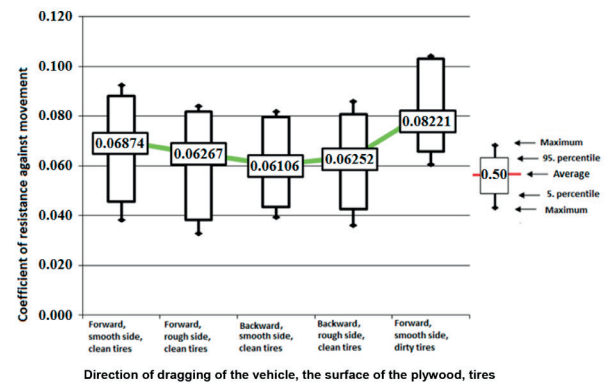 0.120
0.100
0.080
0.060
0.040
0.020
0.000
Coefficient of resistance against movement
0.06874
0.06267
0.06106
0.06252
0.08221
Maximum
95. percentile
0.50
Average
5. percentile
Maximum
Forward,
smooth side,
clean tires
Forward,
rough side,
clean tires
Backward,
smooth side,
clean tires
Backward,
rough side,
clean tires
Forward,
smooth side,
dirty tires
Direction of dragging of the vehicle, the surface of the plywood, tires